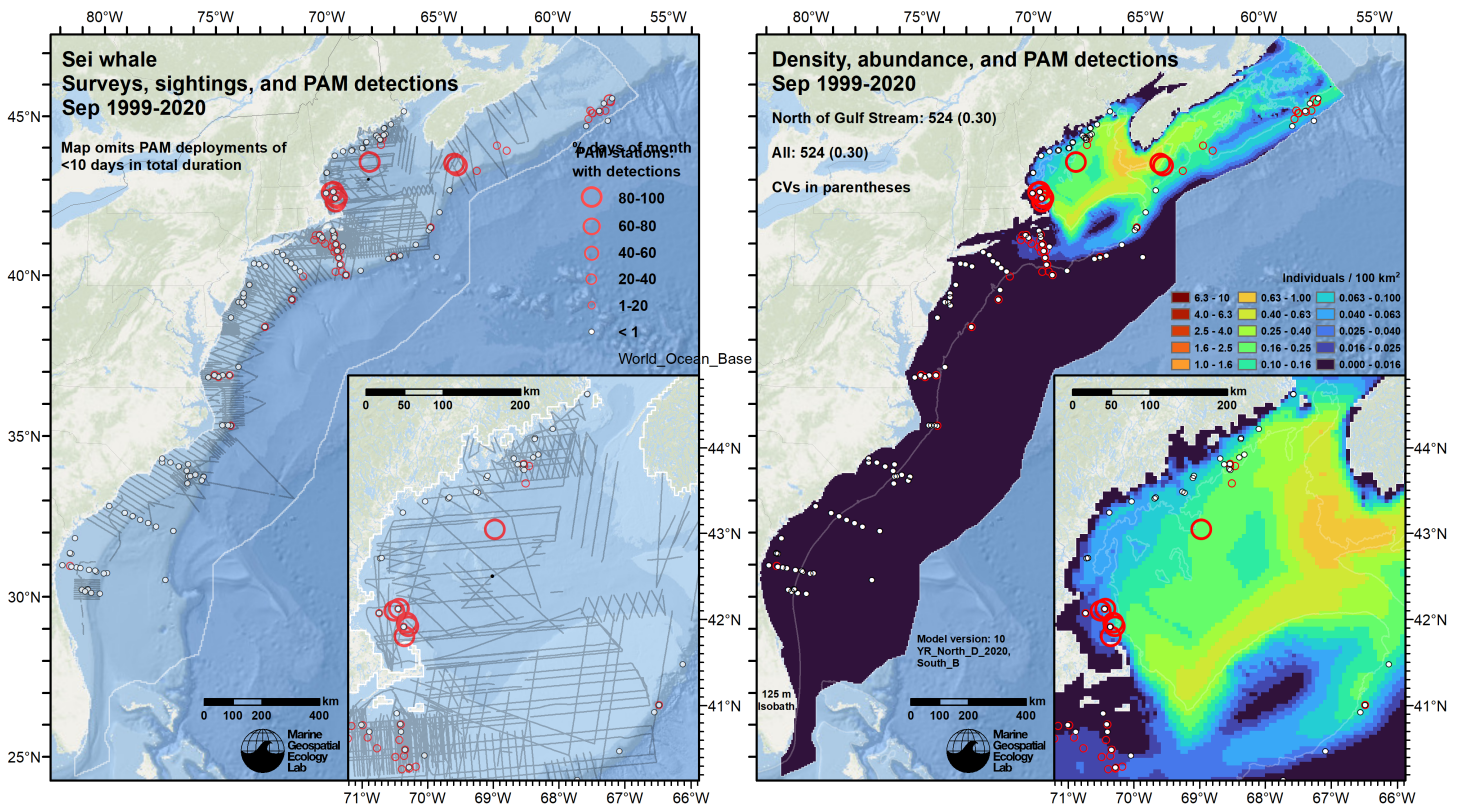 80°W 75°W 70°W 65°W 60°W 55°W
Sei whale
Surveys, sightings, and PAM detections
Sep 1999-2020
Map omits PAM deployments of
<10 days in total duration
% days of month
PAM stations:
with detections
80-100
60-80
40-60
20-40
1-20
< 1
World_Ocean_Base
45°N
40°N
35°N
30°N
25°N
km
0 50 100 200
km
0 100 200 400
Marine
Geospatial
Ecology
Lab
44°N
43°N
42°N
41°N
71°W 70°W 69°W 68°W 67°W 66°W
80°W 75°W 70°W 65°W 60°W 55°W
Density, abundance, and PAM detections
Sep 1999-2020
North of Gulf Stream: 524 (0.30)
All: 524 (0.30)
CVs in parentheses
Individuals / 100 km²
6.3 - 10 0.63 - 1.00 0.063 - 0.100
4.0 - 6.3 0.40 - 0.63 0.040 - 0.063
2.5 - 4.0 0.25 - 0.40 0.025 - 0.040
1.6 - 2.5 0.16 - 0.25 0.016 - 0.025
1.0 - 1.6 0.10 - 0.16 0.000 - 0.016
km
0 50 100 200
Model version: 10
YR_North_D_2020,
South_B
125 m
Isobath
km
0 100 200 400
Marine
Geospatial
Ecology
Lab
44°N
43°N
42°N
41°N
71°W 70°W 69°W 68°W 67°W 66°W